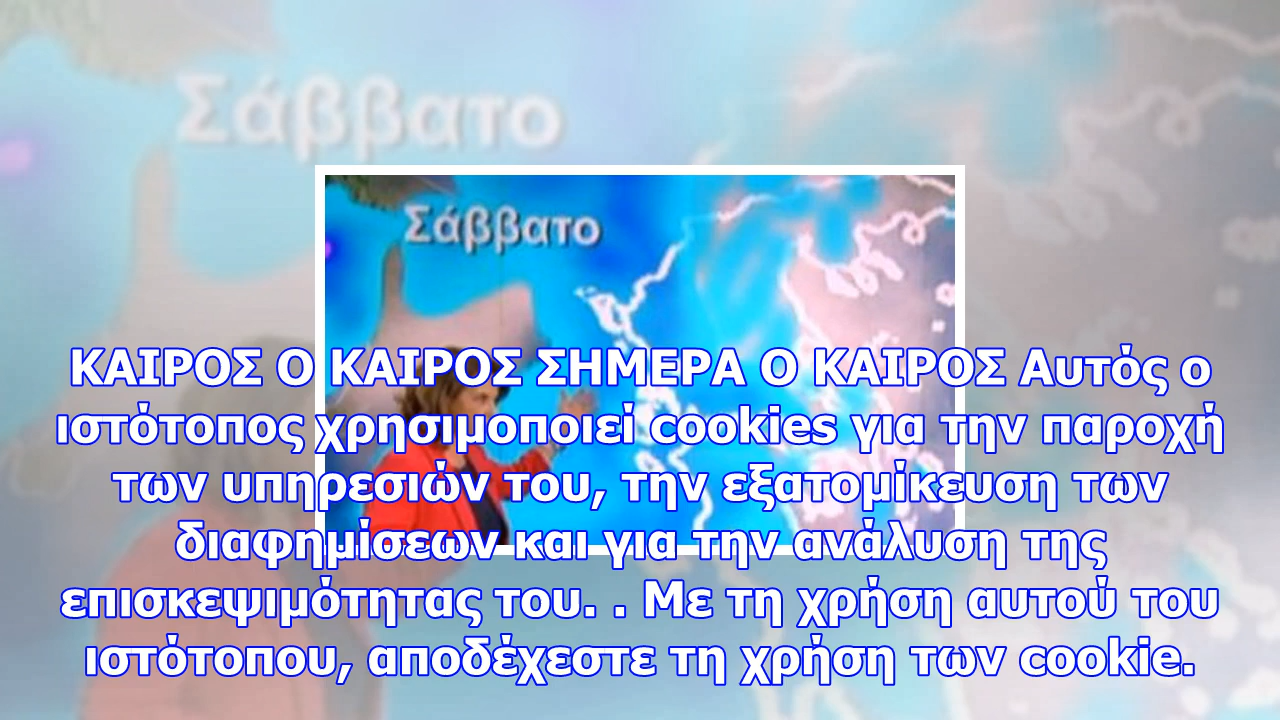 Σάββατο
Σάββατο
ΚΑΙΡΟΣ Ο ΚΑΙΡΟΣ ΣΗΜΕΡΑ Ο ΚΑΙΡΟΣ Αυτός ο
ιστότοπος χρησιμοποιεί cookies για την παροχή
των υπηρεσιών του, την εξατομίκευση των
διαφημίσεων και για την ανάλυση της
επισκεψιμότητας του. . Με τη χρήση αυτού του
ιστότοπου, αποδέχεστε τη χρήση των cookie.